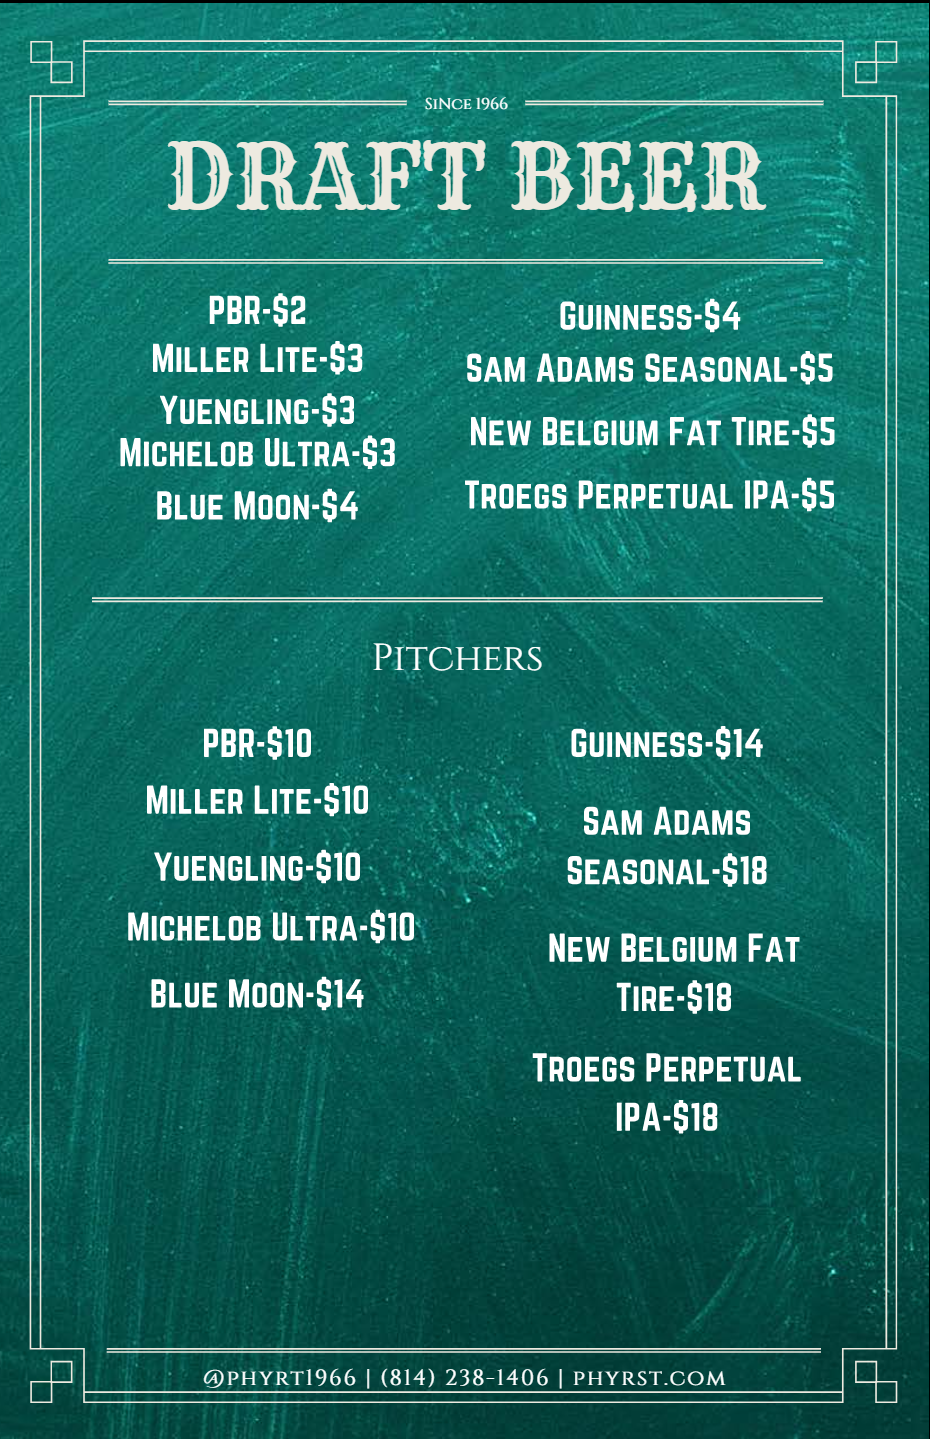 SINCE 1966
DRAFT BEER
PBR-$2
MILLER LITE-$3
YUENGLING-$3
MICHELOB ULTRA-$3
BLUE MOON-$4
GUINNESS-$4
SAM ADAMS SEASONAL-$5
NEW BELGIUM FAT TIRE-$5
TROEGS PERPETUAL IPA-$5
PITCHERS
PBR-$10
MILLER LITE-$10
YUENGLING-$10
MICHELOB ULTRA-$10
BLUE MOON-$14
GUINNESS-$14
SAM ADAMS
SEASONAL-$18
NEW BELGIUM FAT
TIRE-$18
TROEGS PERPETUAL
IPA-$18
@PHYRT1966 | (814) 238-1406 | PHYRST.COM